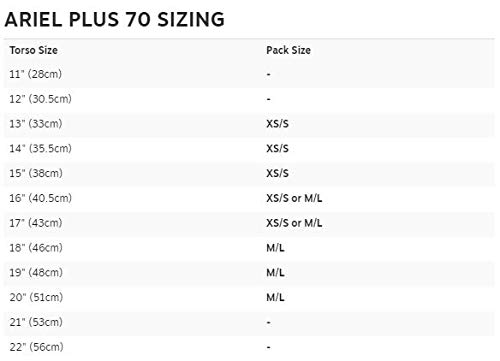 ARIEL PLUS 70 SIZING
Torso Size Pack Size
11" (28cm) -
12" (30.5cm) -
13" (33cm) XS/S
14" (35.5cm) XS/S
15" (38cm) XS/S
16" (40.5cm) XS/S or M/L
17" (43cm) XS/S or M/L
18" (46cm) M/L
19" (48cm) M/L
20" (51cm) M/L
21" (53cm) -
22" (56cm) -